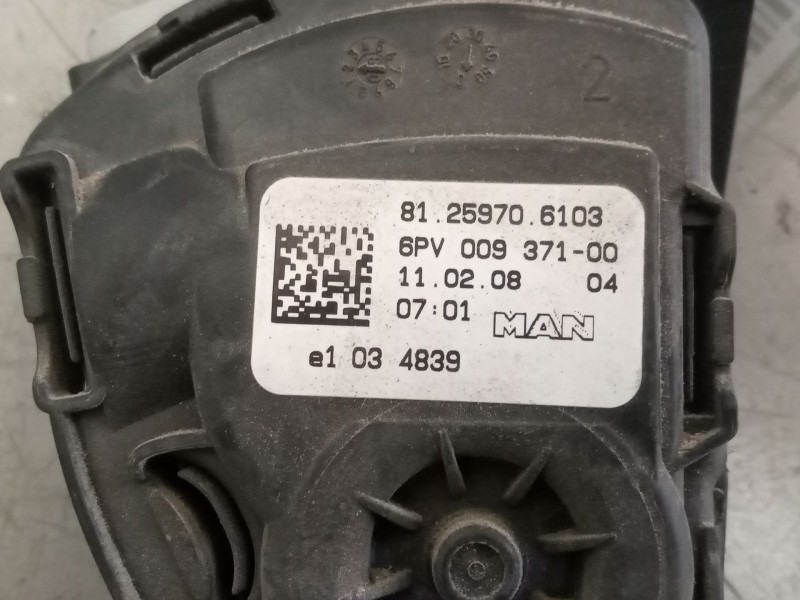 2
81.25970.6103
6PV 009 371-00
11.02.08 04
07:01 MAN
e1 03 4839